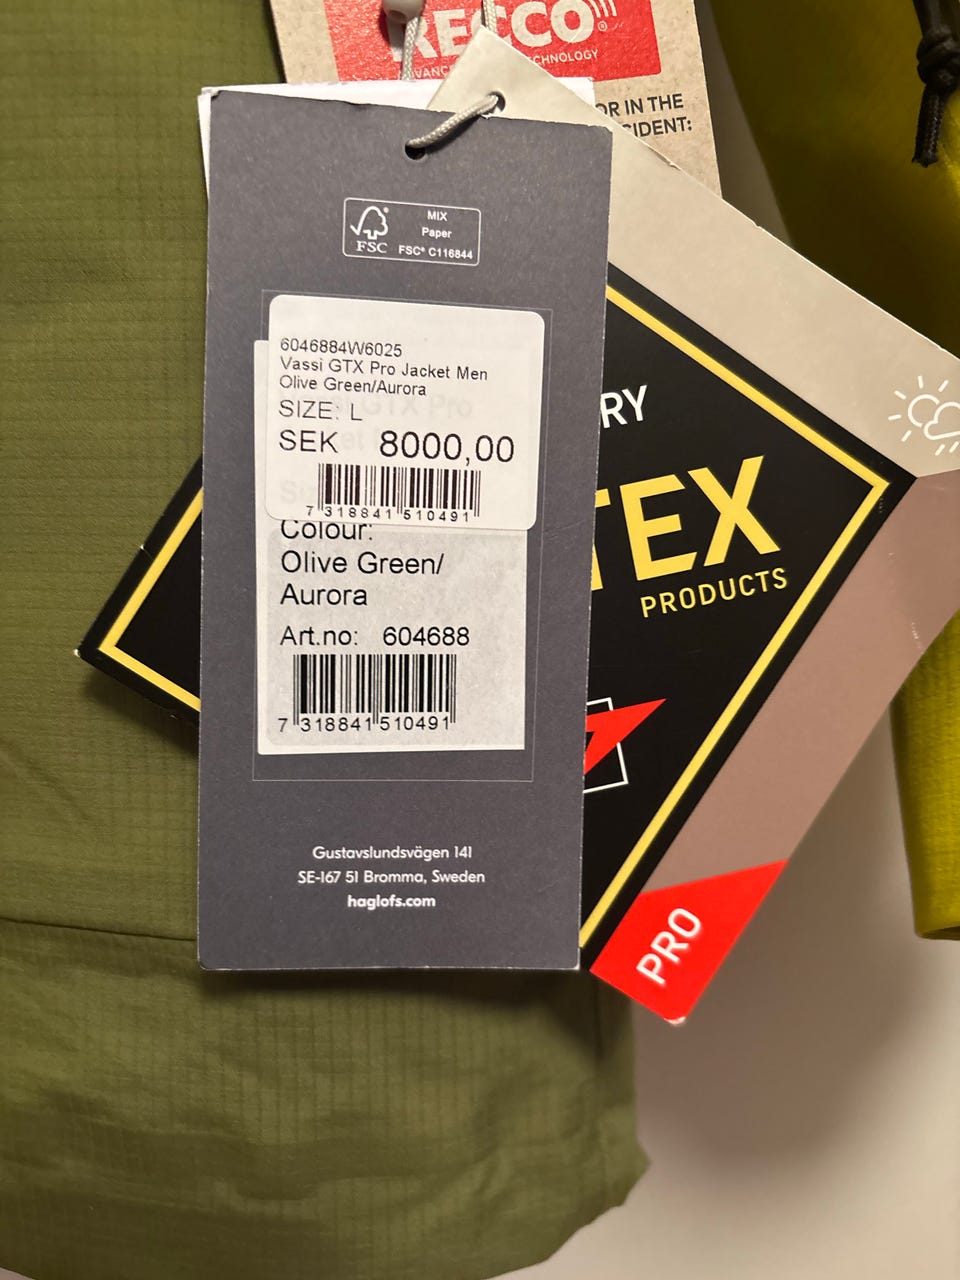 RECCO®
TECHNOLOGY
OR IN THE
CIDENT:
MIX
Paper
FSC
FSC® C116844
6046884W6025
Vassi GTX Pro Jacket Men
Olive Green/Aurora
SIZE: L
SEK 8000,00
7 318841 510491
Colour:
Olive Green/
Aurora
Art.no: 604688
7 318841 510491
Gustavslundsvägen 141
SE-167 51 Bromma, Sweden
haglofs.com
RY
TEX
PRODUCTS
PRO